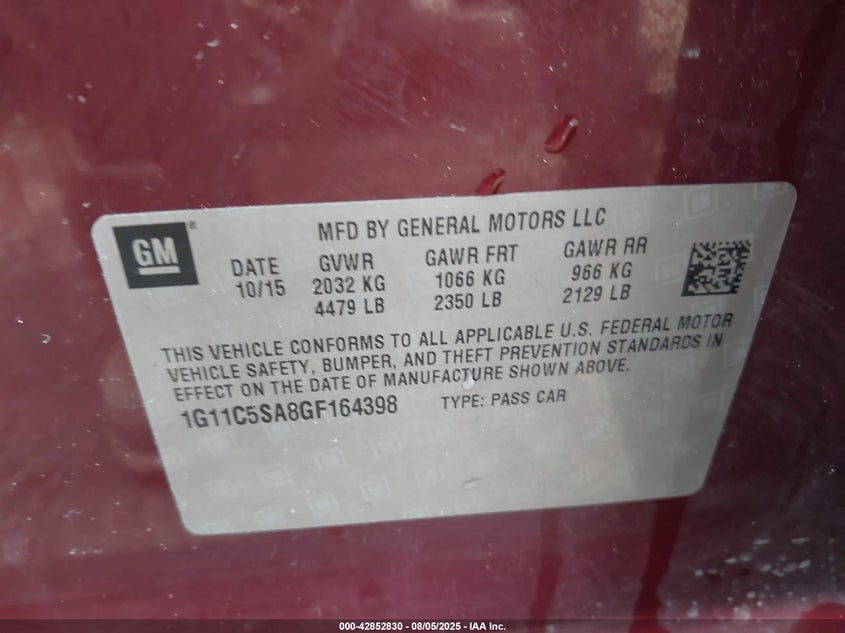 GM
MFD BY GENERAL MOTORS LLC
DATE GVWR GAWR FRT GAWR RR
10/15 2032 KG 1066 KG 966 KG
4479 LB 2350 LB 2129 LB
THIS VEHICLE CONFORMS TO ALL APPLICABLE U.S. FEDERAL MOTOR
VEHICLE SAFETY, BUMPER, AND THEFT PREVENTION STANDARDS IN
EFFECT ON THE DATE OF MANUFACTURE SHOWN ABOVE.
1G11C5SA8GF164398 TYPE: PASS CAR
000-42852830 - 08/05/2025 - IAA Inc.